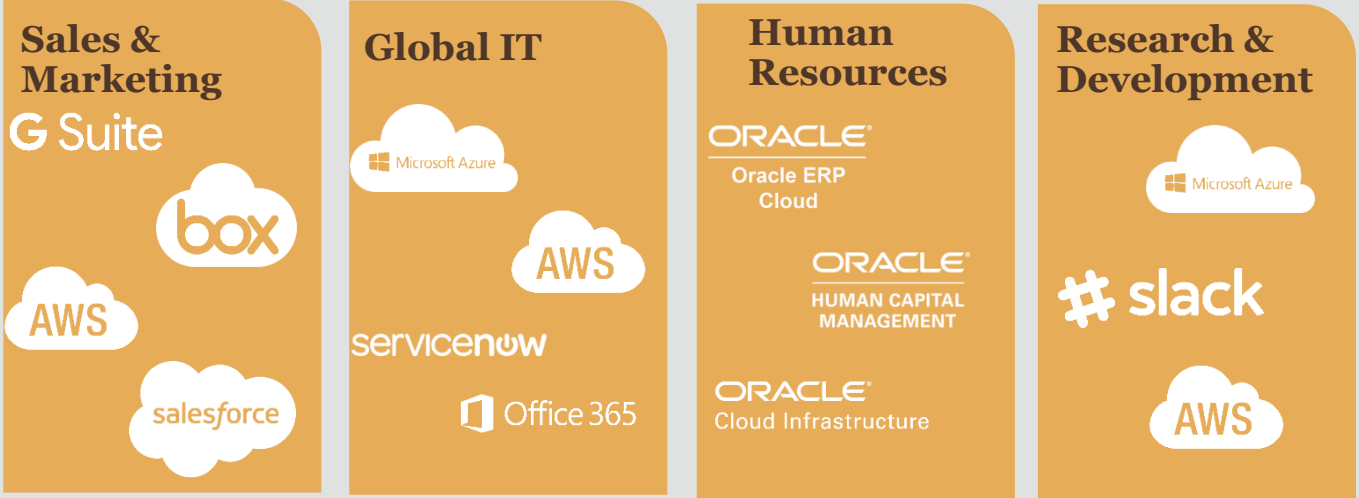 Sales &
Marketing
G Suite
box
AWS
salesforce
Global IT
Microsoft Azure
AWS
servicenow
Office 365
Human
Resources
ORACLE®
Oracle ERP
Cloud
ORACLE®
HUMAN CAPITAL
MANAGEMENT
ORACLE®
Cloud Infrastructure
Research &
Development
Microsoft Azure
slack
AWS